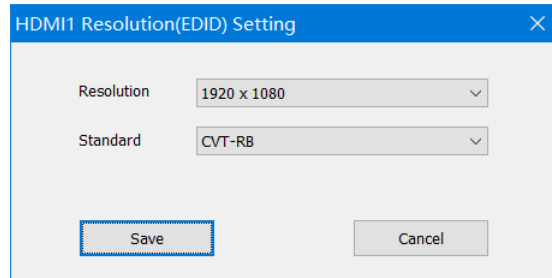 HDMI1 Resolution(EDID) Setting
Resolution 1920 x 1080
Standard CVT-RB
Save Cancel